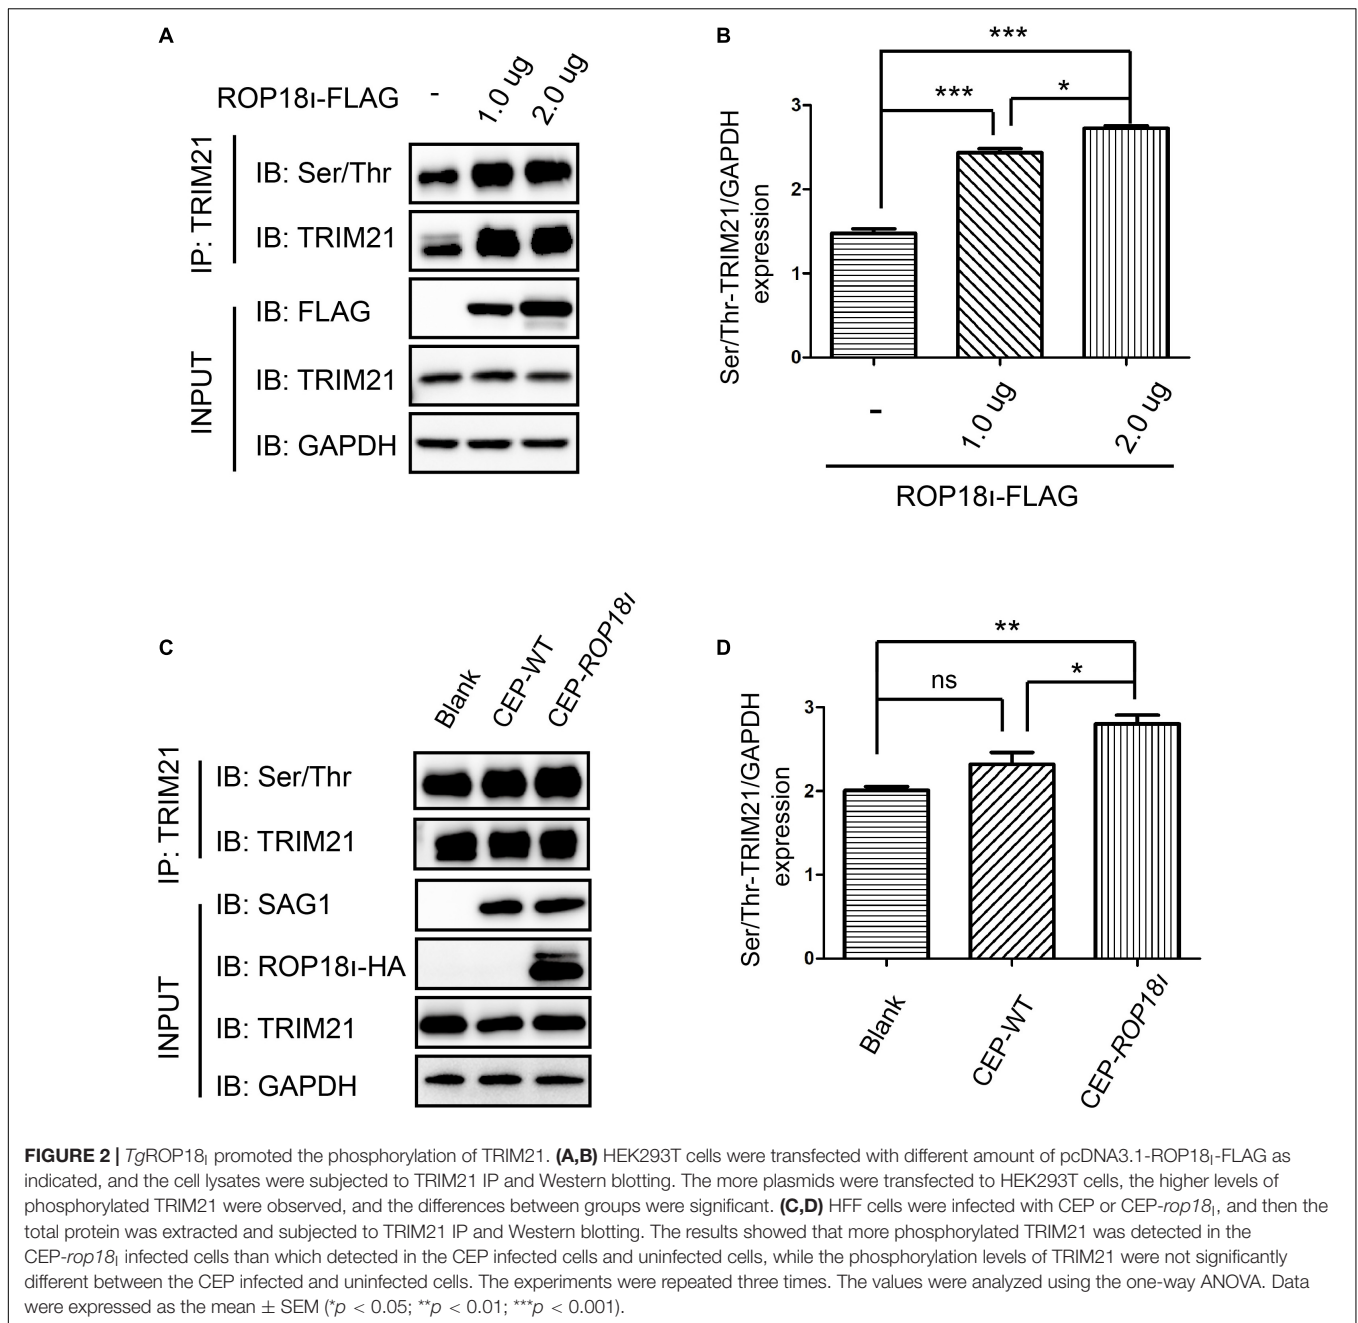 A
ROP18ı-FLAG - 1.0 ug 2.0 ug
IP: TRIM21
IB: Ser/Thr
IB: TRIM21
INPUT
IB: FLAG
IB: TRIM21
IB: GAPDH
B
***
*** *
Ser/Thr-TRIM21/GAPDH
expression
3
2
1
0
- 1.0 ug 2.0 ug
ROP18ı-FLAG
C
Blank CEP-WT CEP-ROP18ı
IP: TRIM21
IB: Ser/Thr
IB: TRIM21
INPUT
IB: SAG1
IB: ROP18ı-HA
IB: TRIM21
IB: GAPDH
D
**
ns *
Ser/Thr-TRIM21/GAPDH
expression
3
2
1
0
Blank CEP-WT CEP-ROP18ı
FIGURE 2 | TgROP18I promoted the phosphorylation of TRIM21. (A,B) HEK293T cells were transfected with different amount of pcDNA3.1-ROP18I-FLAG as
indicated, and the cell lysates were subjected to TRIM21 IP and Western blotting. The more plasmids were transfected to HEK293T cells, the higher levels of
phosphorylated TRIM21 were observed, and the differences between groups were significant. (C,D) HFF cells were infected with CEP or CEP-rop18I, and then the
total protein was extracted and subjected to TRIM21 IP and Western blotting. The results showed that more phosphorylated TRIM21 was detected in the
CEP-rop18I infected cells than which detected in the CEP infected cells and uninfected cells, while the phosphorylation levels of TRIM21 were not significantly
different between the CEP infected and uninfected cells. The experiments were repeated three times. The values were analyzed using the one-way ANOVA. Data
were expressed as the mean ± SEM (*p < 0.05; **p < 0.01; ***p < 0.001).